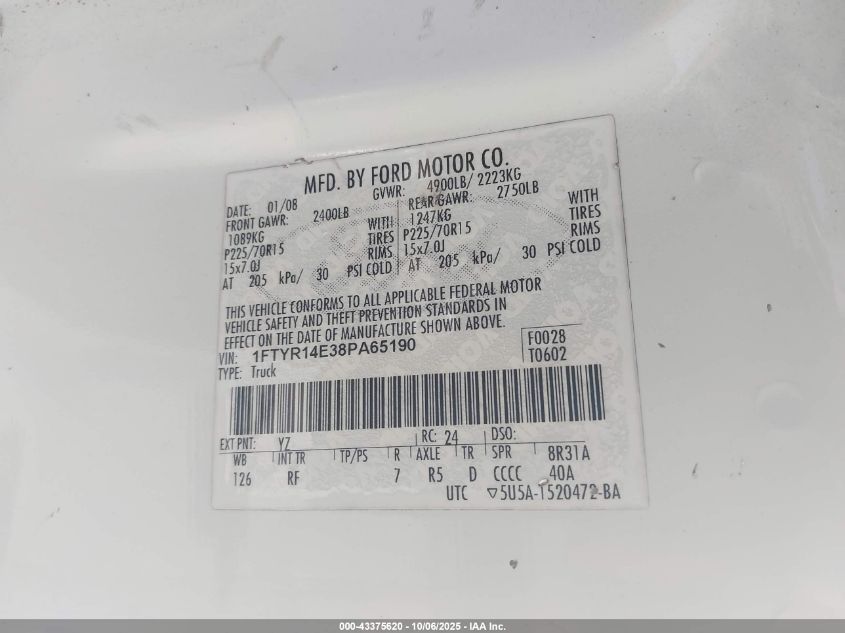 MFD. BY FORD MOTOR CO.
DATE: 01/08 GVWR: 4900LB/ 2223KG
FRONT GAWR: 2400LB REAR GAWR: 2750LB
1089KG WITH 1247KG WITH
P225/70R15 TIRES P225/70R15 TIRES
15x7.0J RIMS 15x7.0J RIMS
AT 205 kPa/ 30 PSI COLD AT 205 kPa/ 30 PSI COLD
THIS VEHICLE CONFORMS TO ALL APPLICABLE FEDERAL MOTOR
VEHICLE SAFETY AND THEFT PREVENTION STANDARDS IN
EFFECT ON THE DATE OF MANUFACTURE SHOWN ABOVE.
VIN: 1FTYR14E38PA65190 F0028
TYPE: Truck T0602
EXT PNT: YZ RC: 24 DSO:
WB INT TR TP/PS R AXLE TR SPR 8R31A
126 RF 7 R5 D CCCC 40A
UTC ▽5U5A-1520472-BA
000-43375620 - 10/06/2025 - IAA Inc.